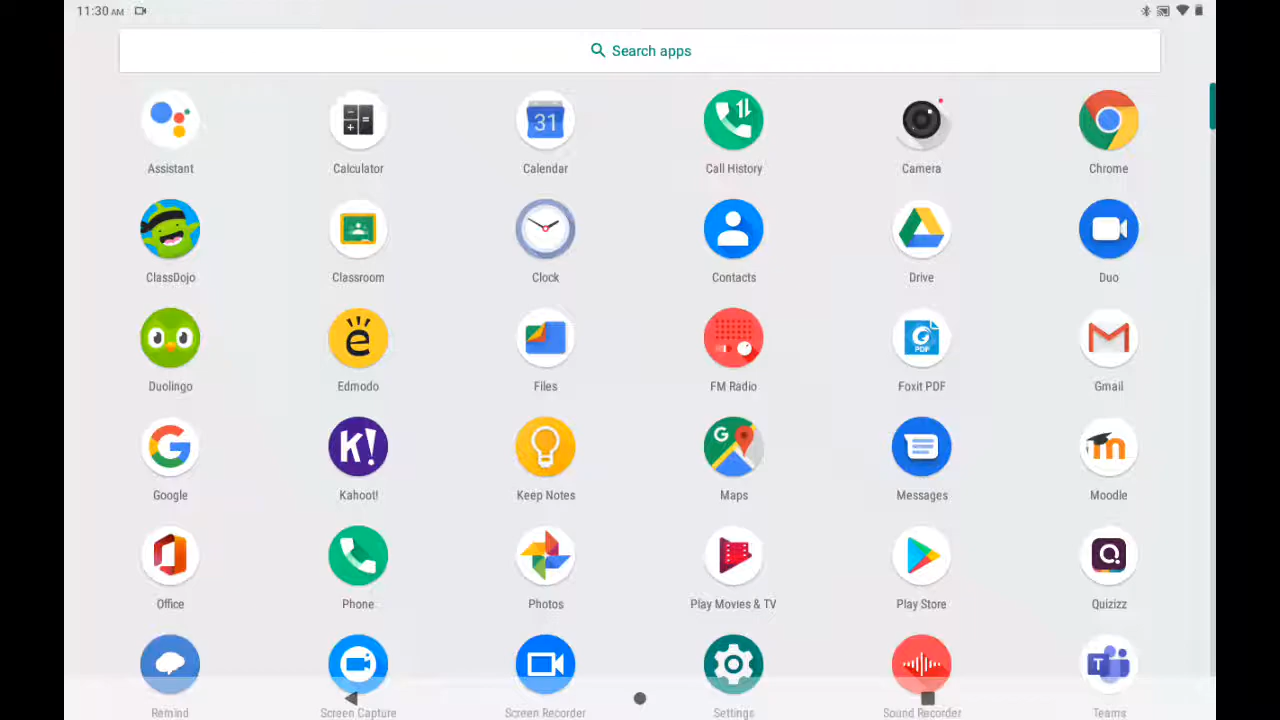 11:30 AM
Search apps
31
Assistant Calculator Calendar Call History Camera Chrome
ClassDojo Classroom Clock Contacts Drive Duo
e
PDF
Duolingo Edmodo Files FM Radio Foxit PDF Gmail
G K! G m
Google Kahoot! Keep Notes Maps Messages Moodle
Q
Office Phone Photos Play Movies & TV Play Store Quizizz
T
Remind Screen Capture Screen Recorder Settings Sound Recorder Teams